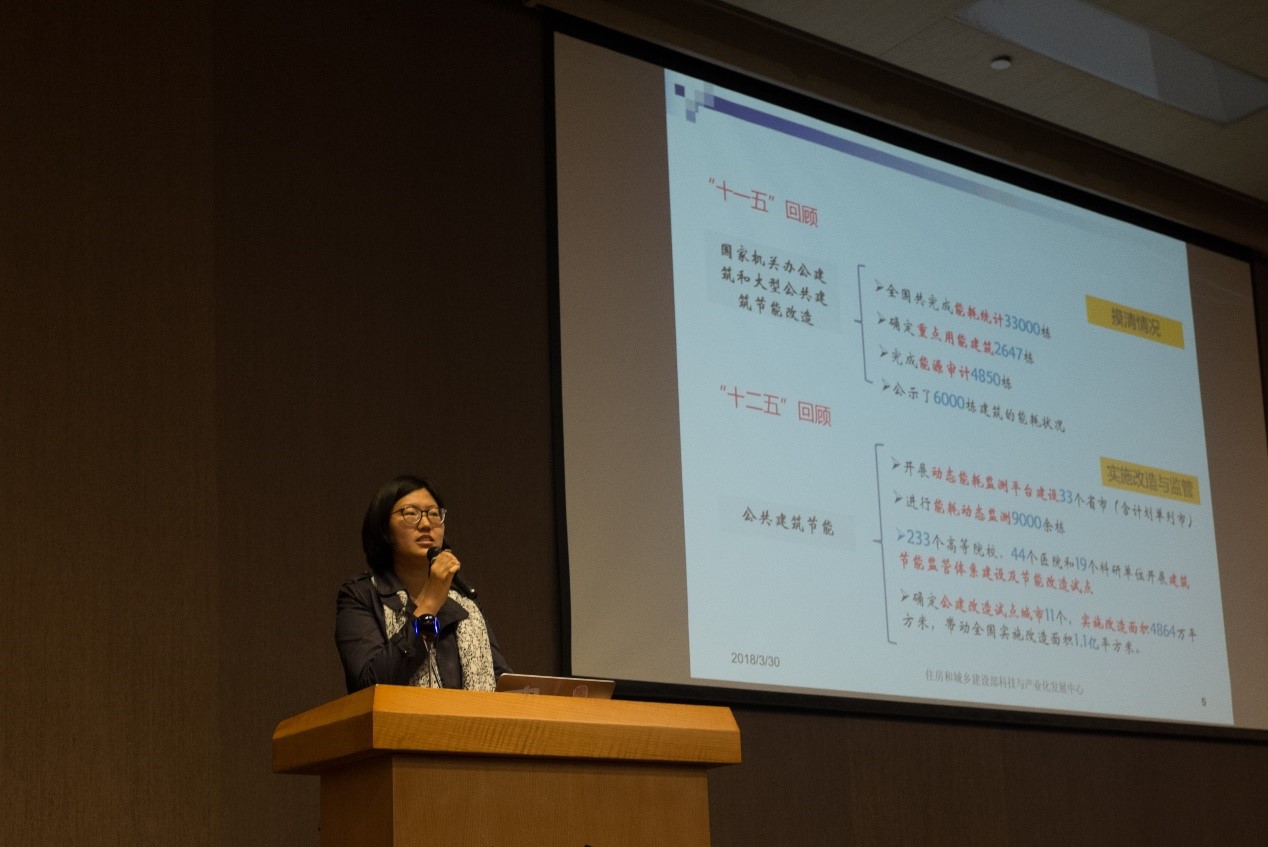 “十一五”回顾
国家机关办公建
筑和大型公共建
筑节能改造
➢全国共完成能耗统计33000栋
➢确定重点用能建筑2647栋
➢完成能源审计4850栋
➢公示了6000栋建筑的能耗状况
摸清情况
“十二五”回顾
公共建筑节能
➢开展动态能耗监测平台建设33个省市（含计划单列市）
➢进行能耗动态监测9000余栋
➢233个高等院校、44个医院和19个科研单位开展建筑
节能监管体系建设及节能改造试点
➢确定公建改造试点城市11个，实施改造面积4864万平
方米，带动全国实施改造面积1.1亿平方米。
实施改造与监管
2018/3/30
住房和城乡建设部科技与产业化发展中心
5